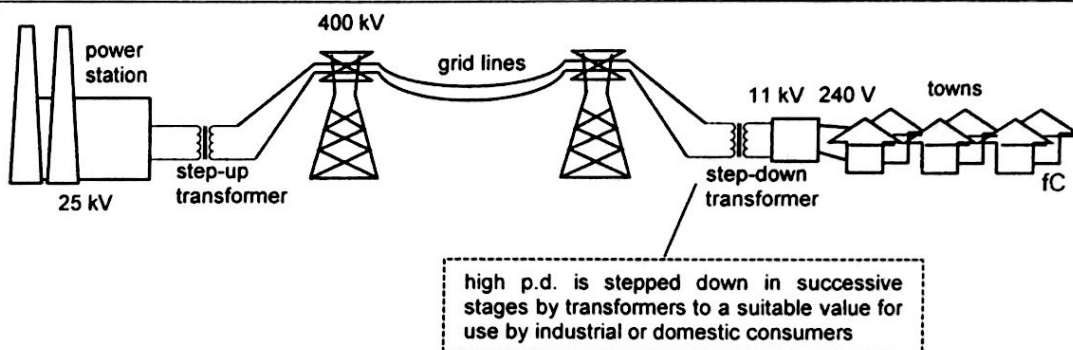 400 kV
power
station
grid lines
11 kV 240 V
towns
step-up
transformer
25 kV
step-down
transformer
fC
high p.d. is stepped down in successive
stages by transformers to a suitable value for
use by industrial or domestic consumers